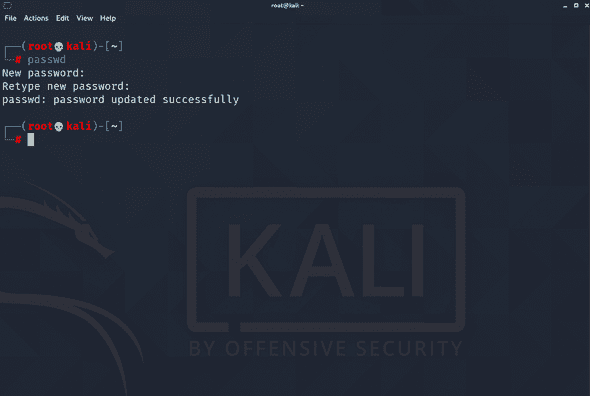 root@kali: ~
File Actions Edit View Help
┌──(root💀kali)-[~]
└─# passwd
New password:
Retype new password:
passwd: password updated successfully
┌──(root💀kali)-[~]
└─#
KALI
BY OFFENSIVE SECURITY